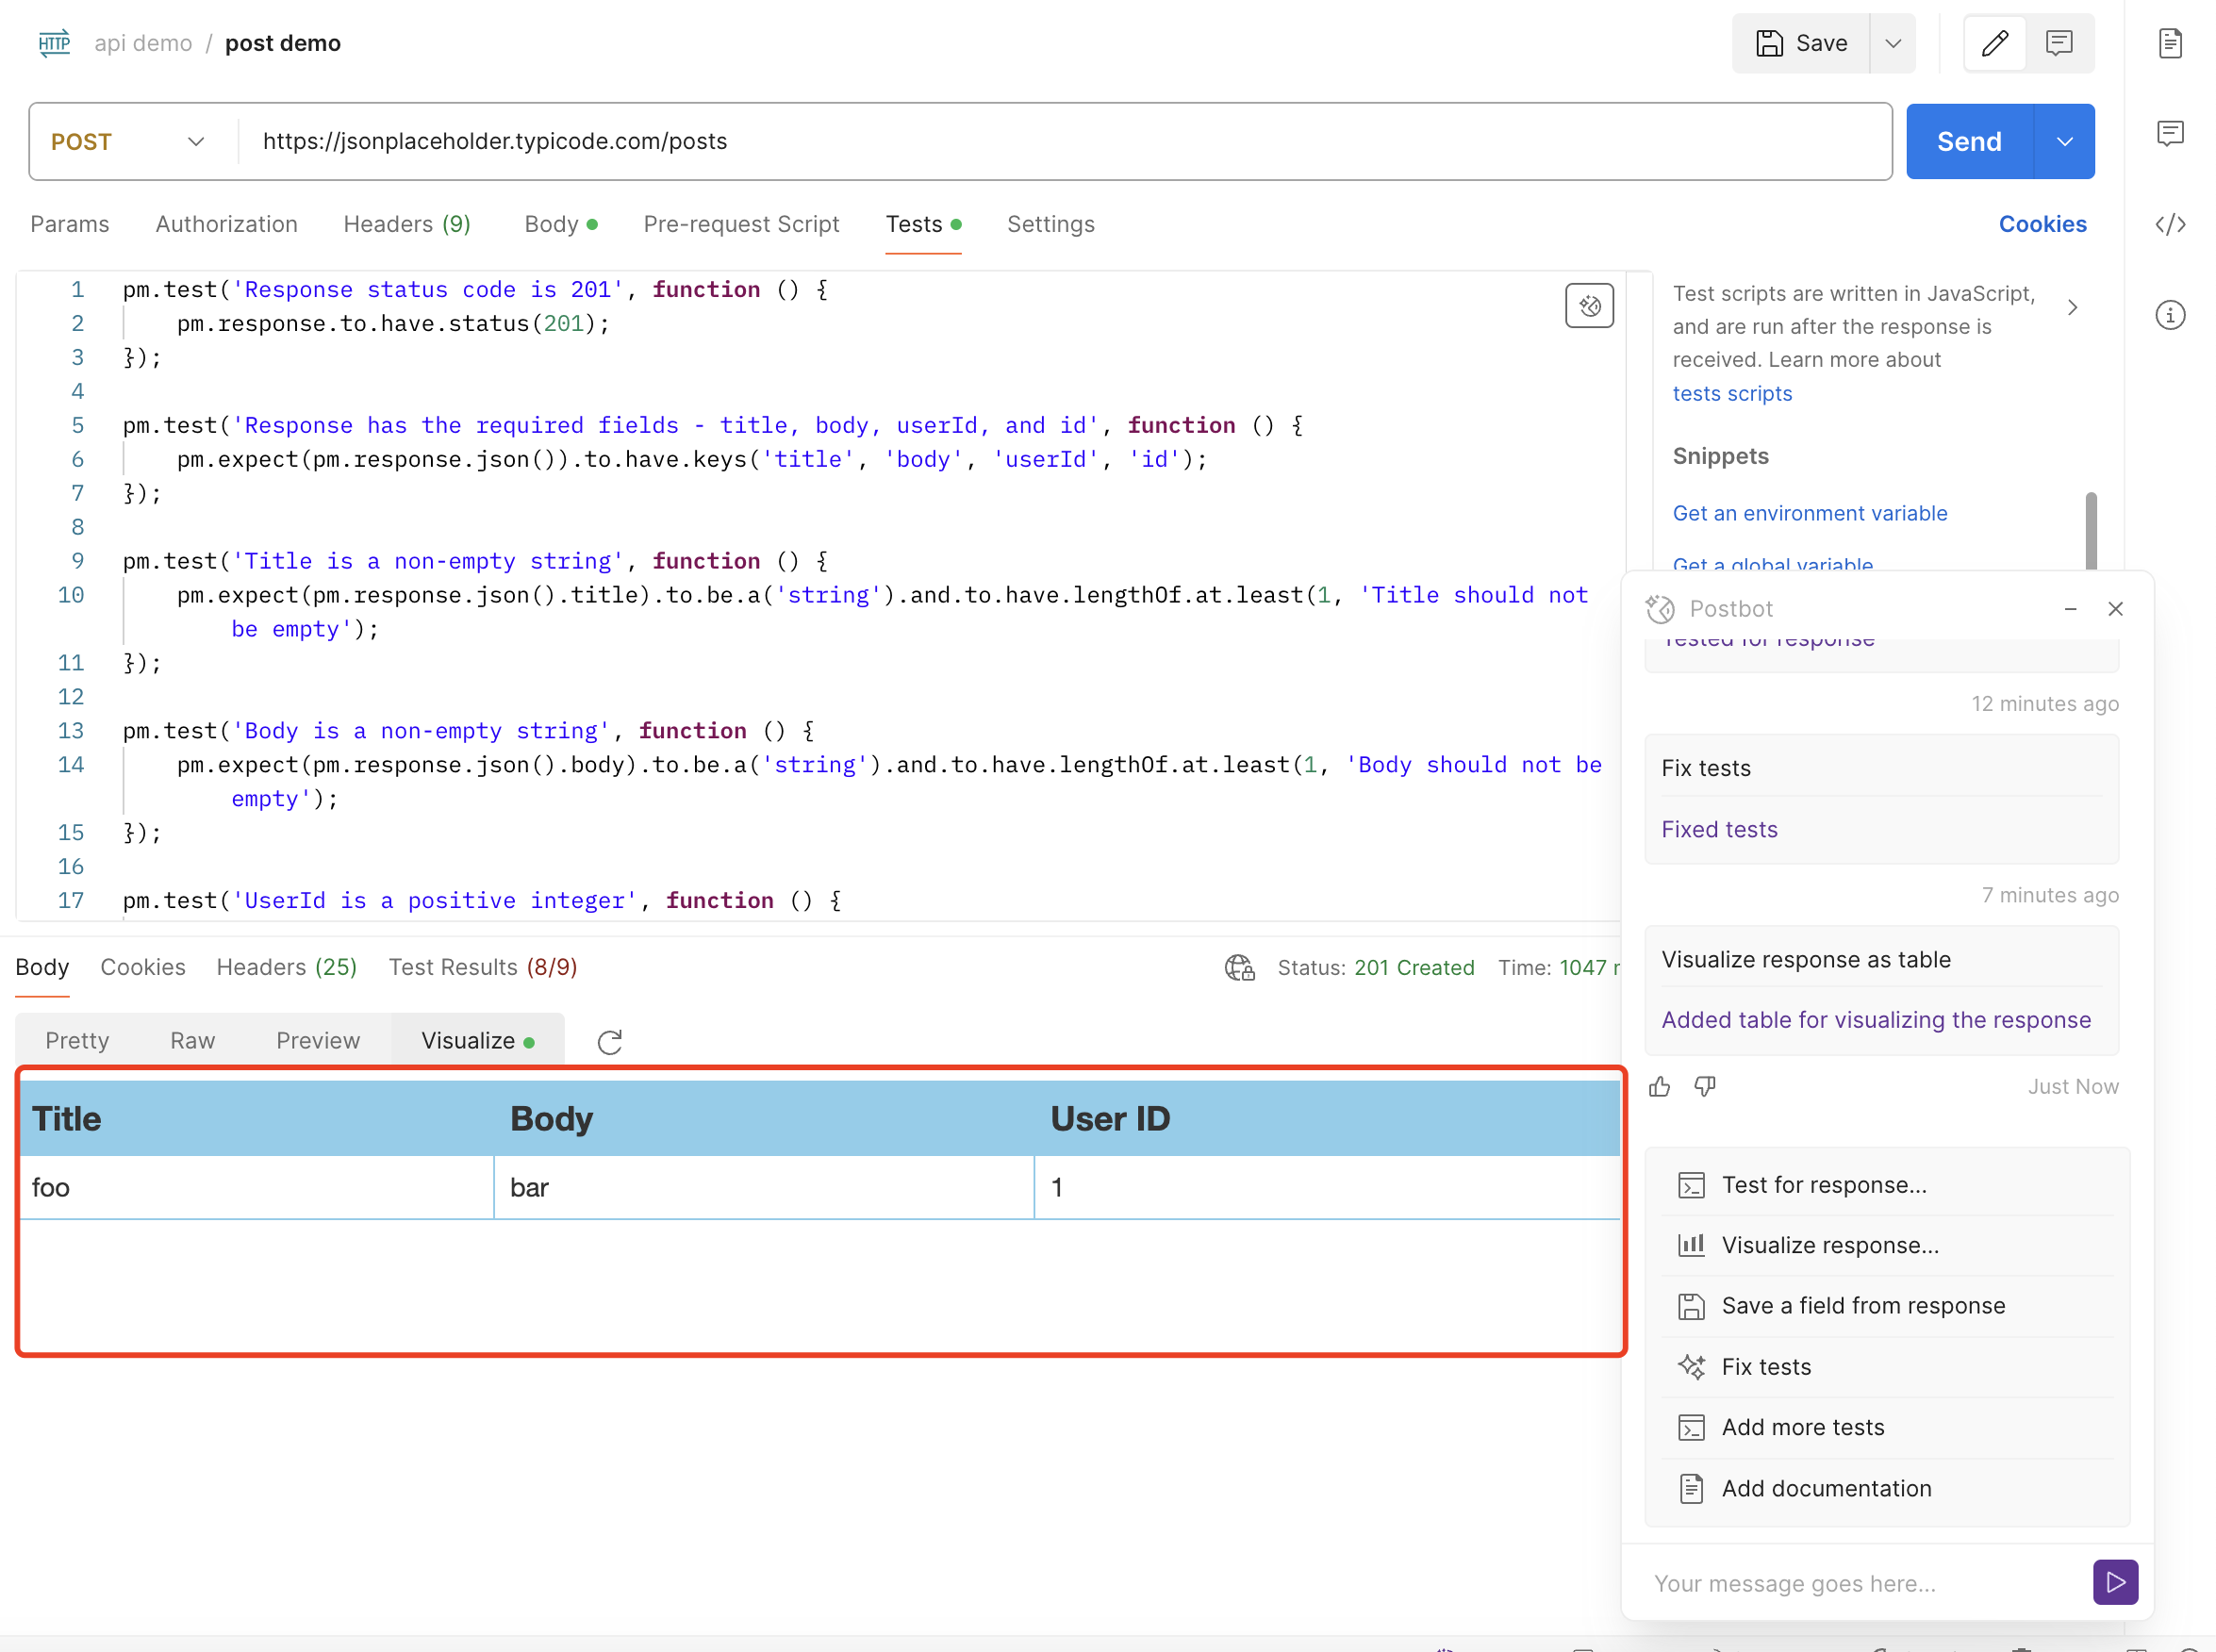 HTTP api demo / post demo
Save
POST https://jsonplaceholder.typicode.com/posts
Send
Params Authorization Headers (9) Body Pre-request Script Tests Settings
Cookies
1 pm.test('Response status code is 201', function () {
2 pm.response.to.have.status(201);
3 });
4
5 pm.test('Response has the required fields - title, body, userId, and id', function () {
6 pm.expect(pm.response.json()).to.have.keys('title', 'body', 'userId', 'id');
7 });
8
9 pm.test('Title is a non-empty string', function () {
10 pm.expect(pm.response.json().title).to.be.a('string').and.to.have.lengthOf.at.least(1, 'Title should not
be empty');
11 });
12
13 pm.test('Body is a non-empty string', function () {
14 pm.expect(pm.response.json().body).to.be.a('string').and.to.have.lengthOf.at.least(1, 'Body should not be
empty');
15 });
16
17 pm.test('UserId is a positive integer', function () {
Test scripts are written in JavaScript,
and are run after the response is
received. Learn more about
tests scripts
Snippets
Get an environment variable
Get a global variable
Postbot
Tested for response
12 minutes ago
Fix tests
Fixed tests
7 minutes ago
Visualize response as table
Added table for visualizing the response
Just Now
Test for response...
Visualize response...
Save a field from response
Fix tests
Add more tests
Add documentation
Your message goes here...
Body Cookies Headers (25) Test Results (8/9)
Status: 201 Created Time: 1047
Pretty Raw Preview Visualize
Title Body User ID
foo bar 1